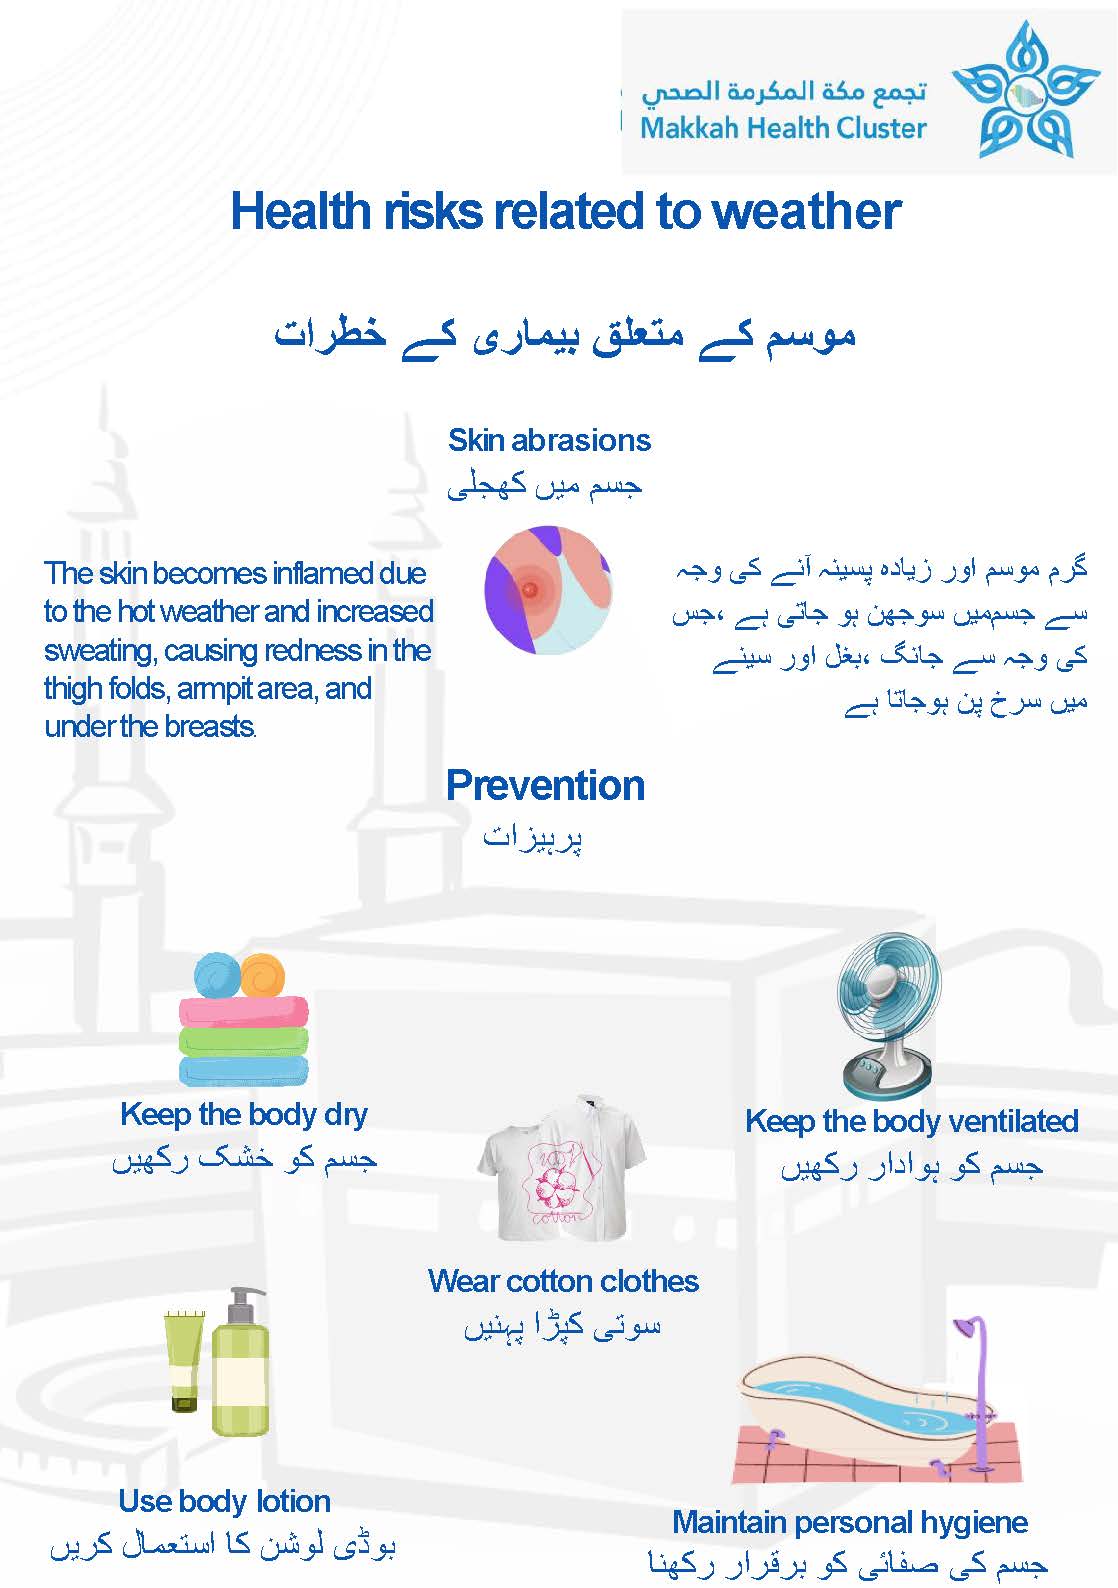 تجمع مكة المكرمة الصحي
Makkah Health Cluster
Health risks related to weather
موسم کے متعلق بیماری کے خطرات
Skin abrasions
جسم میں کھجلی
The skin becomes inflamed due
to the hot weather and increased
sweating, causing redness in the
thigh folds, armpit area, and
under the breasts.
گرم موسم اور زیادہ پسینہ آنے کی وجہ
سے جسم‌میں سوجھن ہو جاتی ہے ،جس
کی وجہ سے جانگ ،بغل اور سینے
میں سرخ پن ہوجاتا ہے
Prevention
پرہیزات
Keep the body dry
جسم کو خشک رکھیں
Keep the body ventilated
جسم کو ہوادار رکھیں
cotton
Wear cotton clothes
سوتی کپڑا پہنیں
Use body lotion
بوڈی لوشن کا استعمال کریں
Maintain personal hygiene
جسم کی صفائی کو برقرار رکھنا